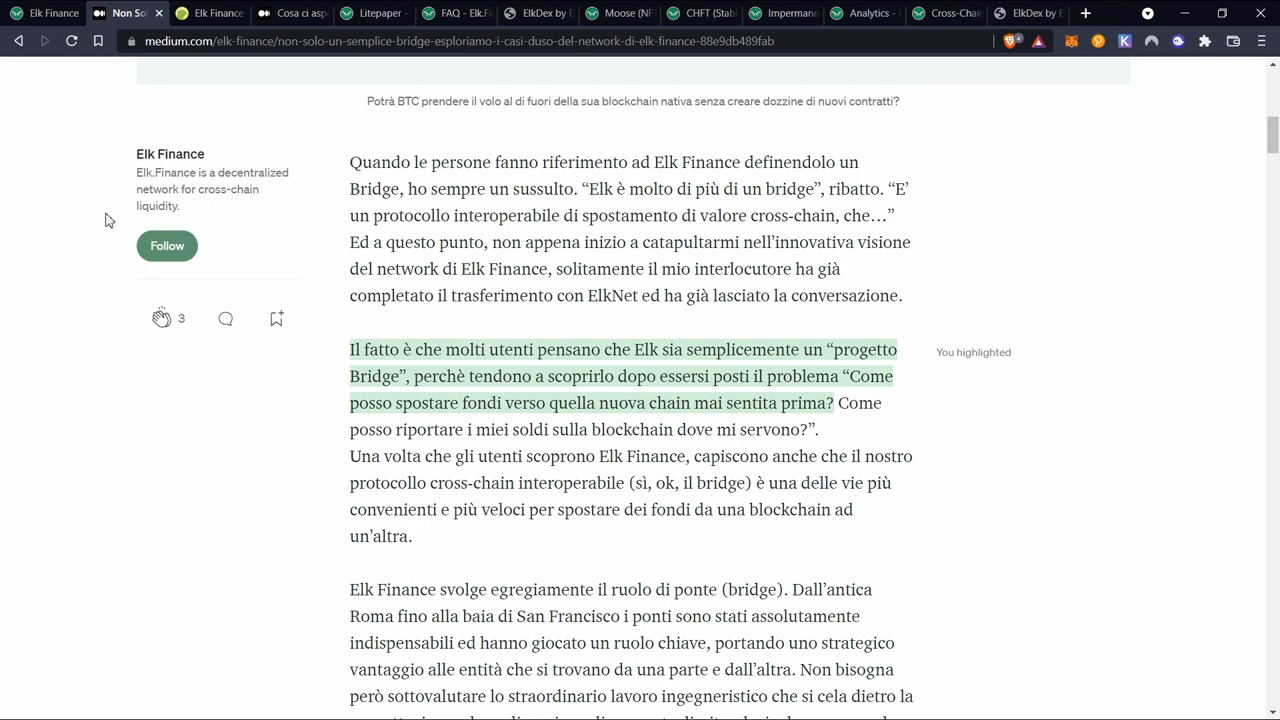 Elk Finance
Non So
Elk Finance
Cosa ci asp
Litepaper -
FAQ - Elk.Fi
ElkDex by E
Moose (NF
CHFT (Stab
Imperman
Analytics -
Cross-Chai
ElkDex by E
medium.com/elk-finance/non-solo-un-semplice-bridge-esploriamo-i-casi-duso-del-network-di-elk-finance-88e9db489fab
Potrà BTC prendere il volo al di fuori della sua blockchain nativa senza creare dozzine di nuovi contratti?
Elk Finance
Elk.Finance is a decentralized
network for cross-chain
liquidity.
Follow
3
Quando le persone fanno riferimento ad Elk Finance definendolo un
Bridge, ho sempre un sussulto. “Elk è molto di più di un bridge”, ribatto. “E’
un protocollo interoperabile di spostamento di valore cross-chain, che…”
Ed a questo punto, non appena inizio a catapultarmi nell’innovativa visione
del network di Elk Finance, solitamente il mio interlocutore ha già
completato il trasferimento con ElkNet ed ha già lasciato la conversazione.
Il fatto è che molti utenti pensano che Elk sia semplicemente un “progetto
Bridge”, perchè tendono a scoprirlo dopo essersi posti il problema “Come
posso spostare fondi verso quella nuova chain mai sentita prima? Come
posso riportare i miei soldi sulla blockchain dove mi servono?”.
You highlighted
Una volta che gli utenti scoprono Elk Finance, capiscono anche che il nostro
protocollo cross-chain interoperabile (sì, ok, il bridge) è una delle vie più
convenienti e più veloci per spostare dei fondi da una blockchain ad
un’altra.
Elk Finance svolge egregiamente il ruolo di ponte (bridge). Dall’antica
Roma fino alla baia di San Francisco i ponti sono stati assolutamente
indispensabili ed hanno giocato un ruolo chiave, portando uno strategico
vantaggio alle entità che si trovano da una parte e dall’altra. Non bisogna
però sottovalutare lo straordinario lavoro ingegneristico che si cela dietro la